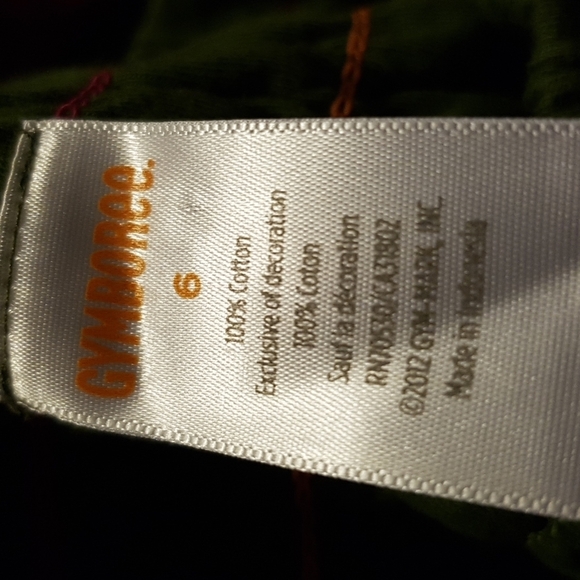 GYMBOREE.
6
100% Cotton
Exclusive of decoration
100% Coton
Sauf la décoration
RN70530/CA31802
©2012 GYM-MARK, INC.
Made in Indonesia